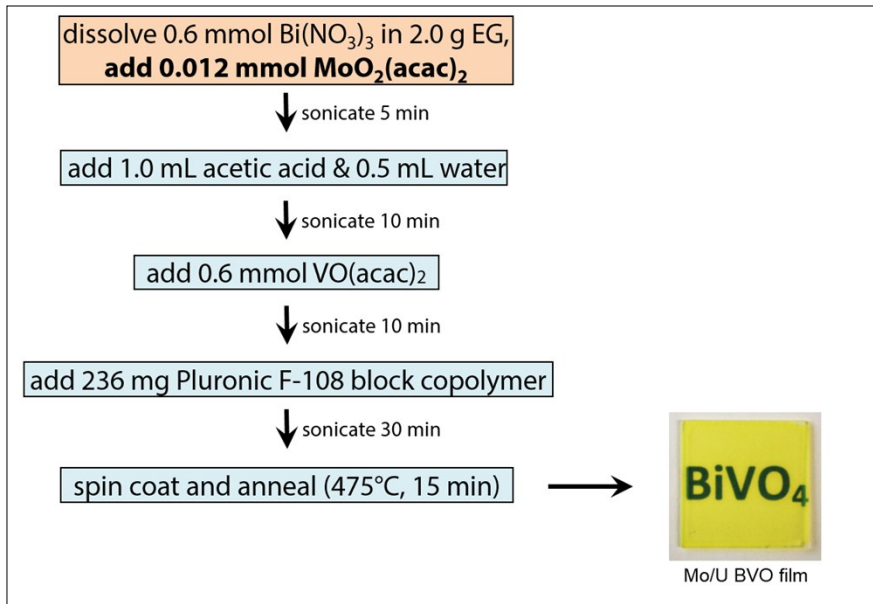 dissolve 0.6 mmol Bi(NO₃)₃ in 2.0 g EG,
add 0.012 mmol MoO₂(acac)₂
sonicate 5 min
add 1.0 mL acetic acid & 0.5 mL water
sonicate 10 min
add 0.6 mmol VO(acac)₂
sonicate 10 min
add 236 mg Pluronic F-108 block copolymer
sonicate 30 min
spin coat and anneal (475°C, 15 min)
BiVO₄
Mo/U BVO film